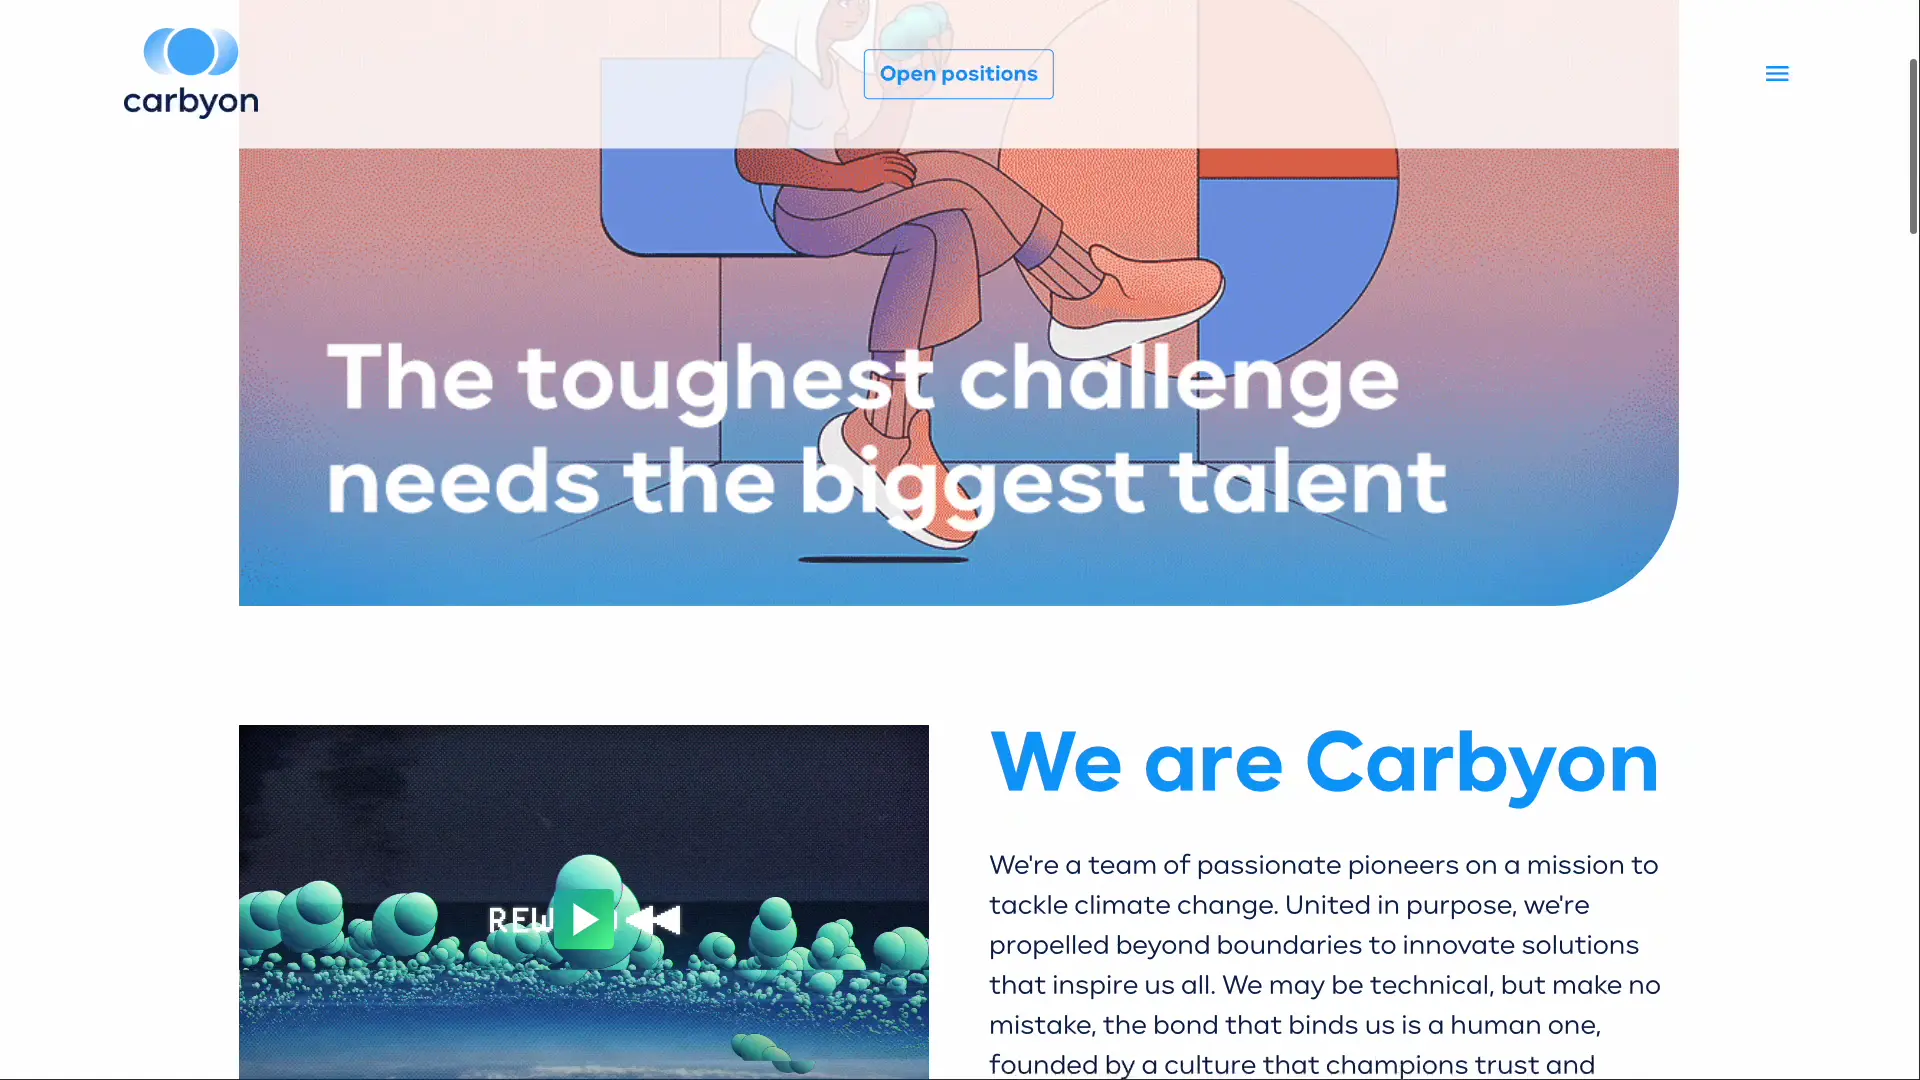 carbyon
Open positions
The toughest challenge
needs the biggest talent
We are Carbyon
We're a team of passionate pioneers on a mission to
tackle climate change. United in purpose, we're
propelled beyond boundaries to innovate solutions
that inspire us all. We may be technical, but make no
mistake, the bond that binds us is a human one,
founded by a culture that champions trust and